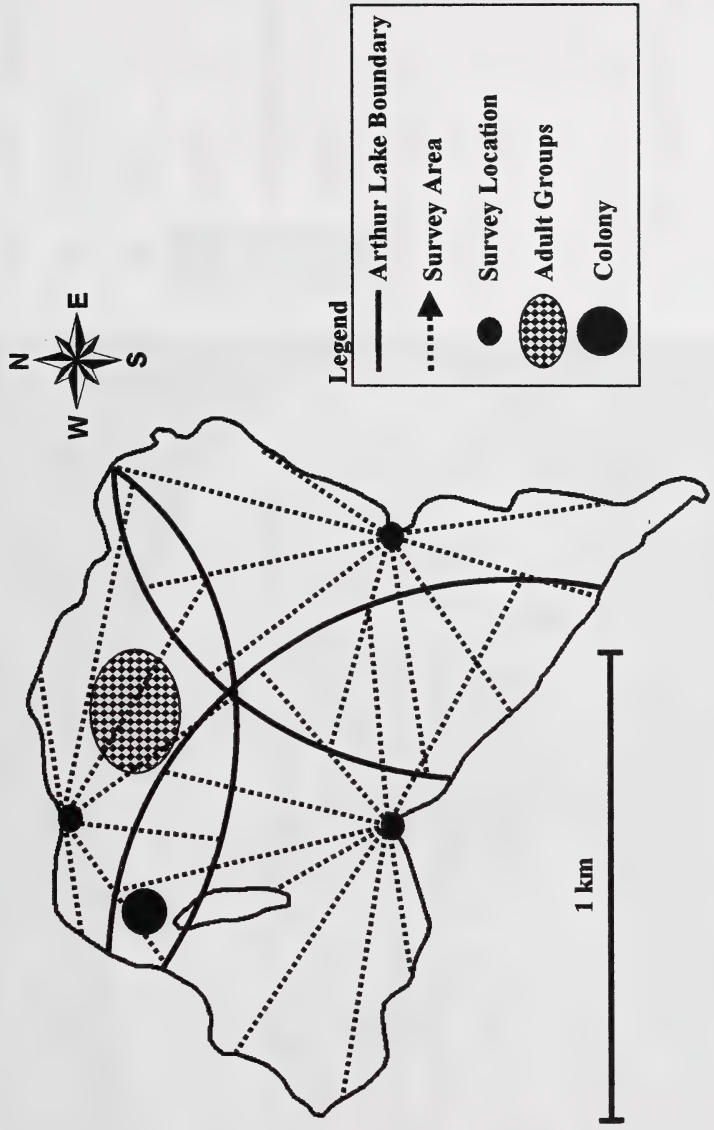 N
W E
S
Legend
Arthur Lake Boundary
Survey Area
Survey Location
Adult Groups
Colony
1 km